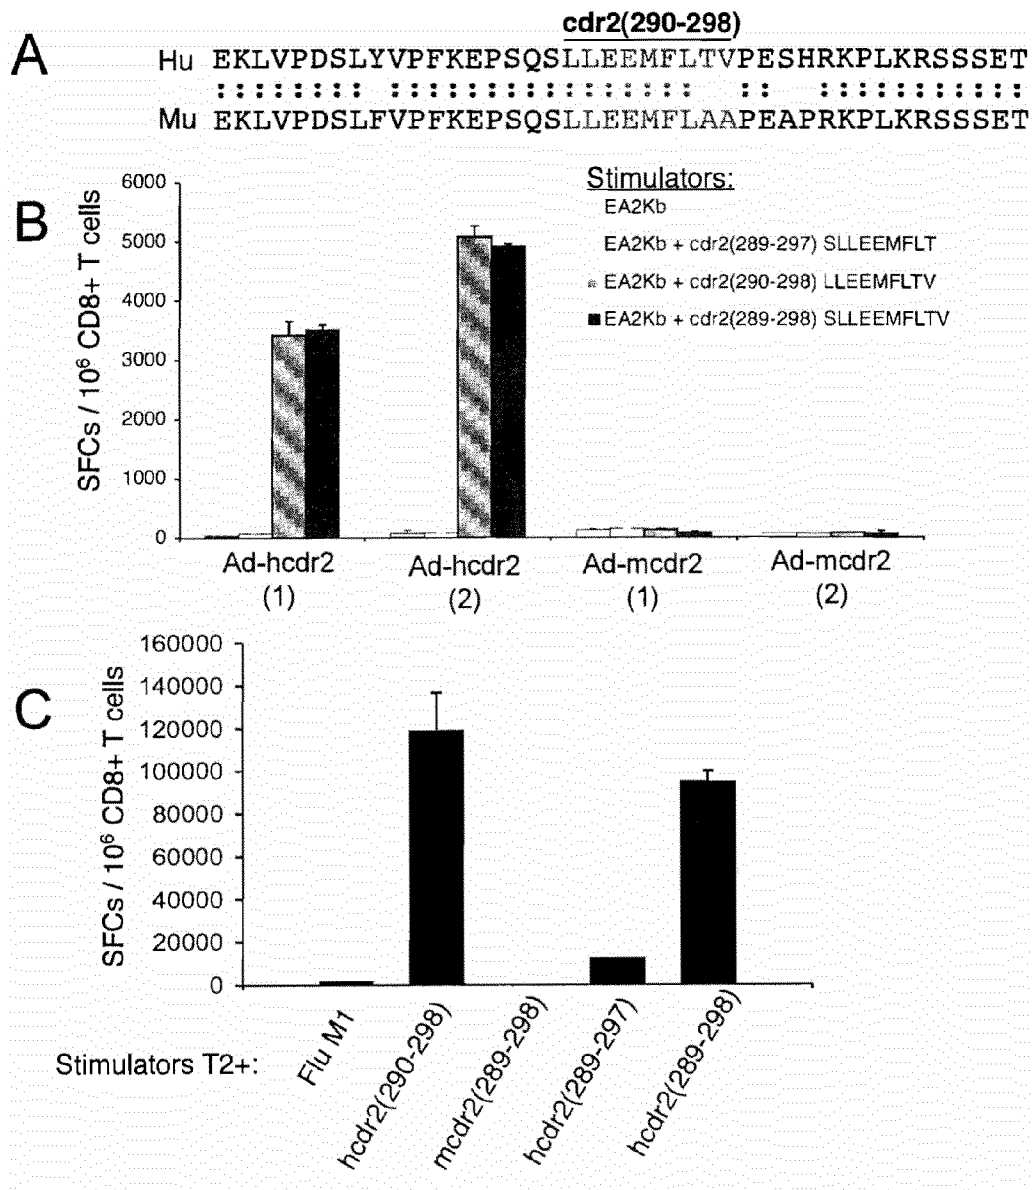 cdr2(290-298)
A
Hu EKLVPDSLYVPFKEPSQSLLEEMFLTVPESHRKPLKRSSSET
:::::::: :::::::::::::::: :: :::::::::::
Mu EKLVPDSLFVPFKEPSQSLLEEMFLAAPEAPRKPLKRSSSET
B
SFCs / 10⁶ CD8+ T cells
6000
5000
4000
3000
2000
1000
0
Stimulators:
EA2Kb
EA2Kb + cdr2(289-297) SLLEEMFLT
EA2Kb + cdr2(290-298) LLEEMFLTV
EA2Kb + cdr2(289-298) SLLEEMFLTV
Ad-hcdr2 (1)
Ad-hcdr2 (2)
Ad-mcdr2 (1)
Ad-mcdr2 (2)
C
SFCs / 10⁶ CD8+ T cells
160000
140000
120000
100000
80000
60000
40000
20000
0
Stimulators T2+:
Flu M1
hcdr2(290-298)
mcdr2(289-298)
hcdr2(289-297)
hcdr2(289-298)